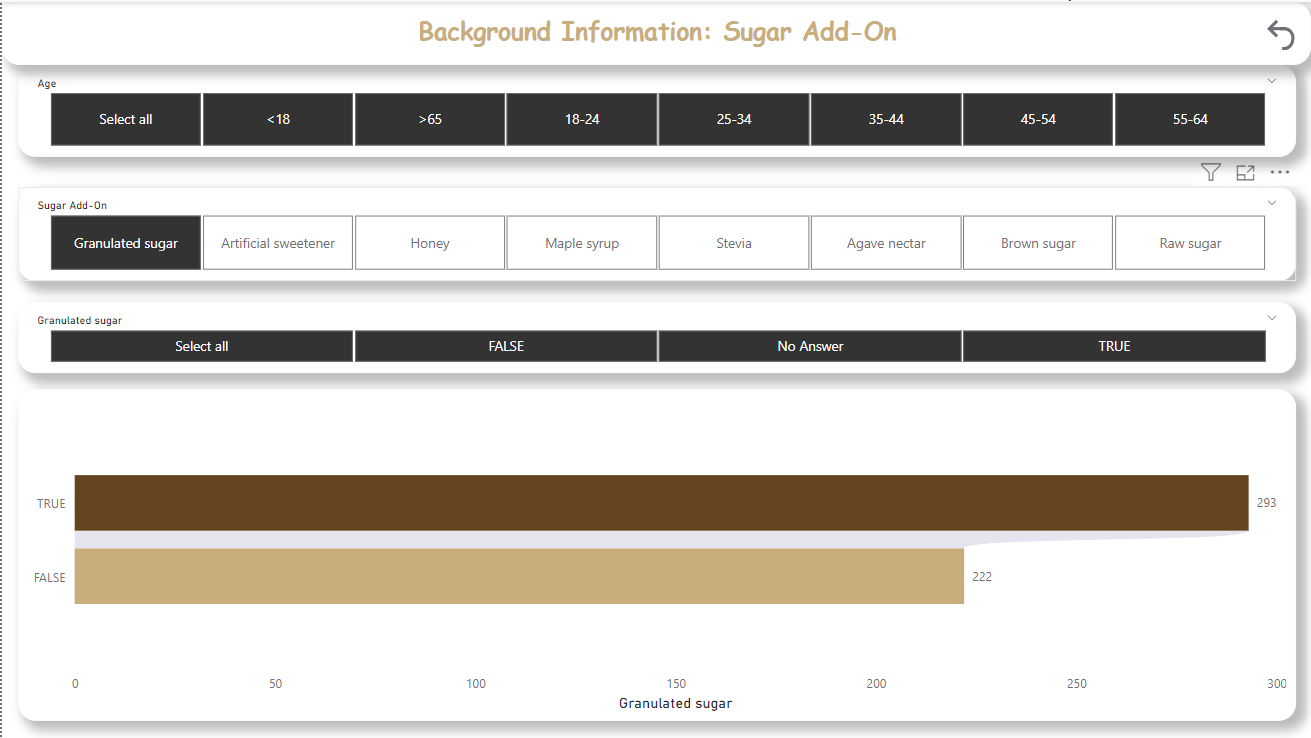 Background Information: Sugar Add-On
Age
Select all <18 >65 18-24 25-34 35-44 45-54 55-64
Sugar Add-On
Granulated sugar Artificial sweetener Honey Maple syrup Stevia Agave nectar Brown sugar Raw sugar
Granulated sugar
Select all FALSE No Answer TRUE
TRUE 293
FALSE 222
0 50 100 150 200 250 300
Granulated sugar